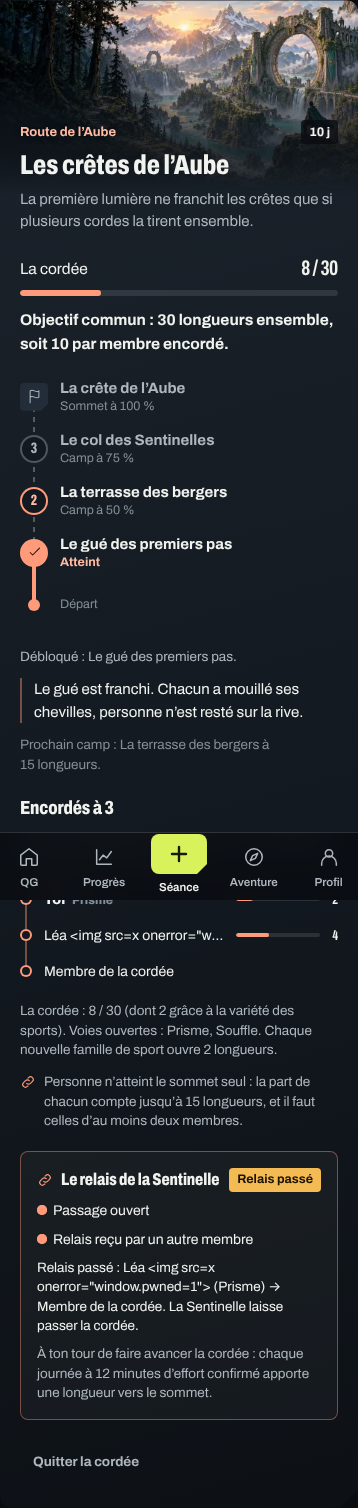 Route de l'Aube
10 j
Les crêtes de l'Aube
La première lumière ne franchit les crêtes que si
plusieurs cordes la tirent ensemble.
La cordée
8 / 30
Objectif commun : 30 longueurs ensemble,
soit 10 par membre encordé.
La crête de l'Aube
Sommet à 100 %
3
Le col des Sentinelles
Camp à 75 %
2
La terrasse des bergers
Camp à 50 %
Le gué des premiers pas
Atteint
Départ
Débloqué : Le gué des premiers pas.
Le gué est franchi. Chacun a mouillé ses
chevilles, personne n'est resté sur la rive.
Prochain camp : La terrasse des bergers à
15 longueurs.
Encordés à 3
QG
Progrès
Séance
Aventure
Profil
Prisme
2
Léa <img src=x onerror="w...
4
Membre de la cordée
La cordée : 8 / 30 (dont 2 grâce à la variété des
sports). Voies ouvertes : Prisme, Souffle. Chaque
nouvelle famille de sport ouvre 2 longueurs.
Personne n'atteint le sommet seul : la part de
chacun compte jusqu'à 15 longueurs, et il faut
celles d'au moins deux membres.
Le relais de la Sentinelle
Relais passé
Passage ouvert
Relais reçu par un autre membre
Relais passé : Léa <img src=x
onerror="window.pwned=1"> (Prisme) →
Membre de la cordée. La Sentinelle laisse
passer la cordée.
À ton tour de faire avancer la cordée : chaque
journée à 12 minutes d'effort confirmé apporte
une longueur vers le sommet.
Quitter la cordée